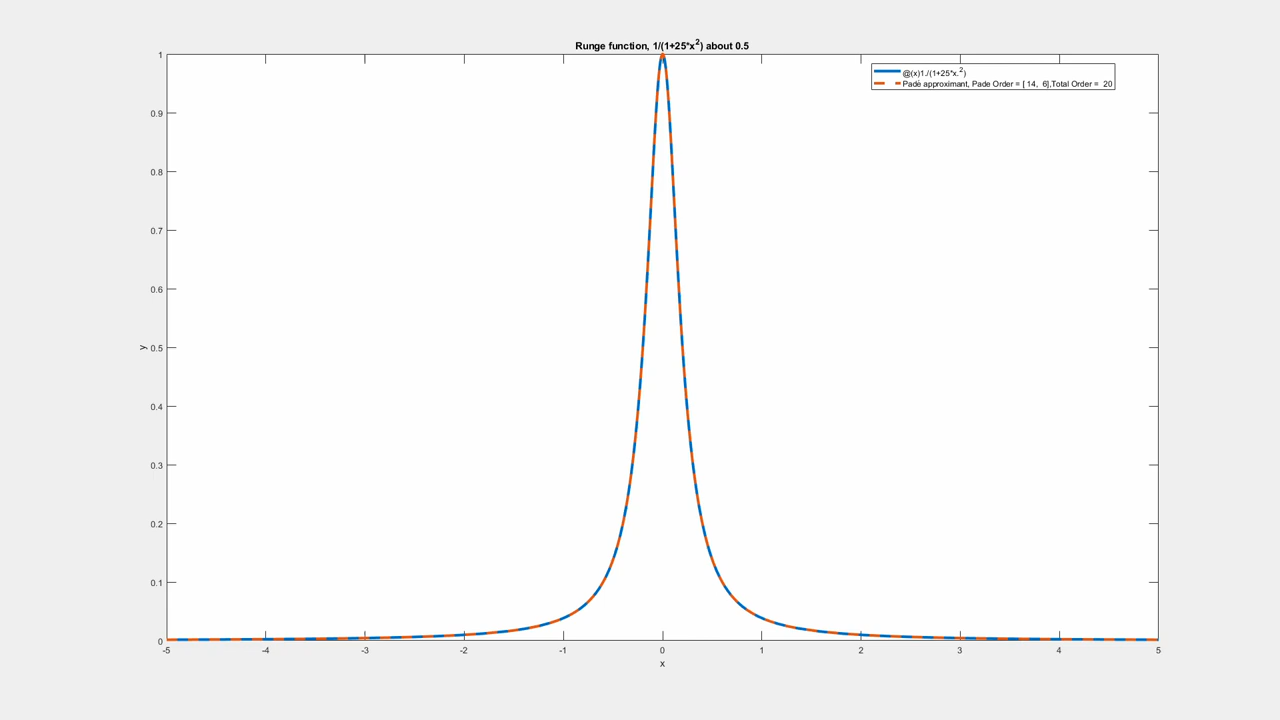 Runge function, 1/(1+25*x²) about 0.5
@(x)1./(1+25*x.²)
Padé approximant, Pade Order = [ 14,  6],Total Order =  20
1
0.9
0.8
0.7
0.6
0.5
0.4
0.3
0.2
0.1
0
y
-5 -4 -3 -2 -1 0 1 2 3 4 5
x